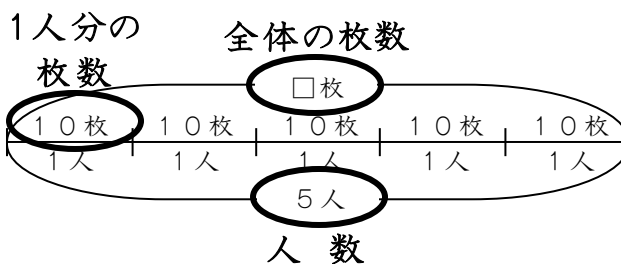 1人分の
枚数
全体の枚数
□枚
10枚 10枚 10枚 10枚 10枚
1人 1人 1人 1人 1人
5人
人 数